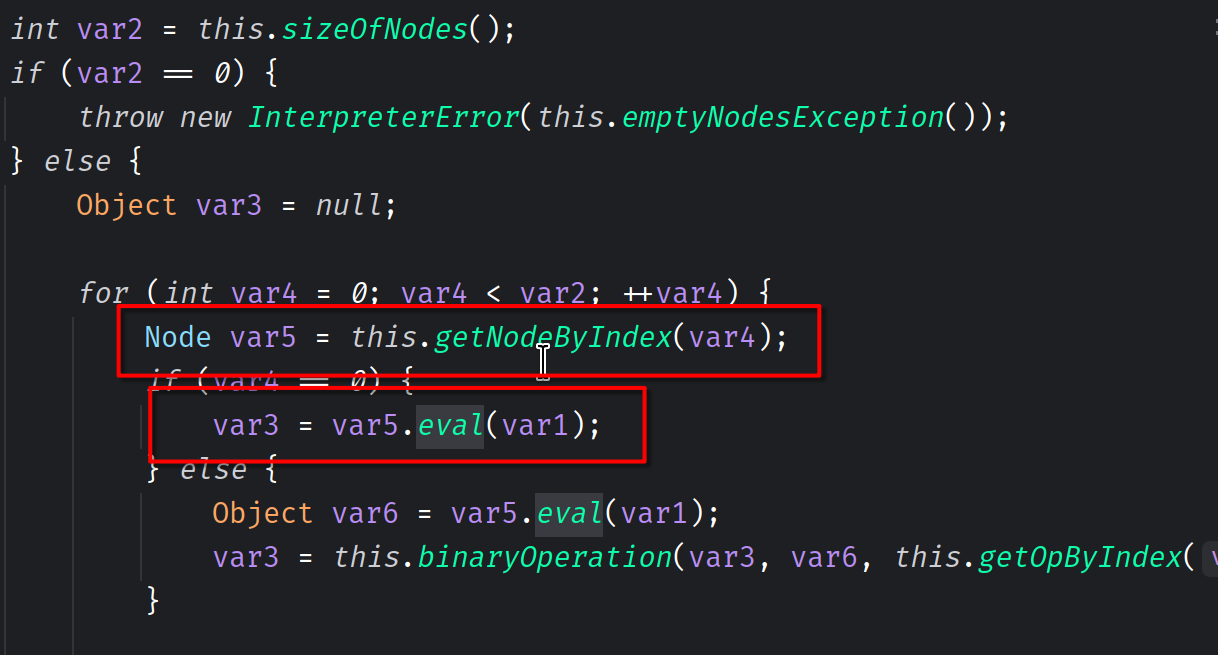 int var2 = this.sizeOfNodes();
if (var2 == 0) {
throw new InterpreterError(this.emptyNodesException());
} else {
Object var3 = null;
for (int var4 = 0; var4 < var2; ++var4) {
Node var5 = this.getNodeByIndex(var4);
if (var4 == 0) {
var3 = var5.eval(var1);
} else {
Object var6 = var5.eval(var1);
var3 = this.binaryOperation(var3, var6, this.getOpByIndex(
}